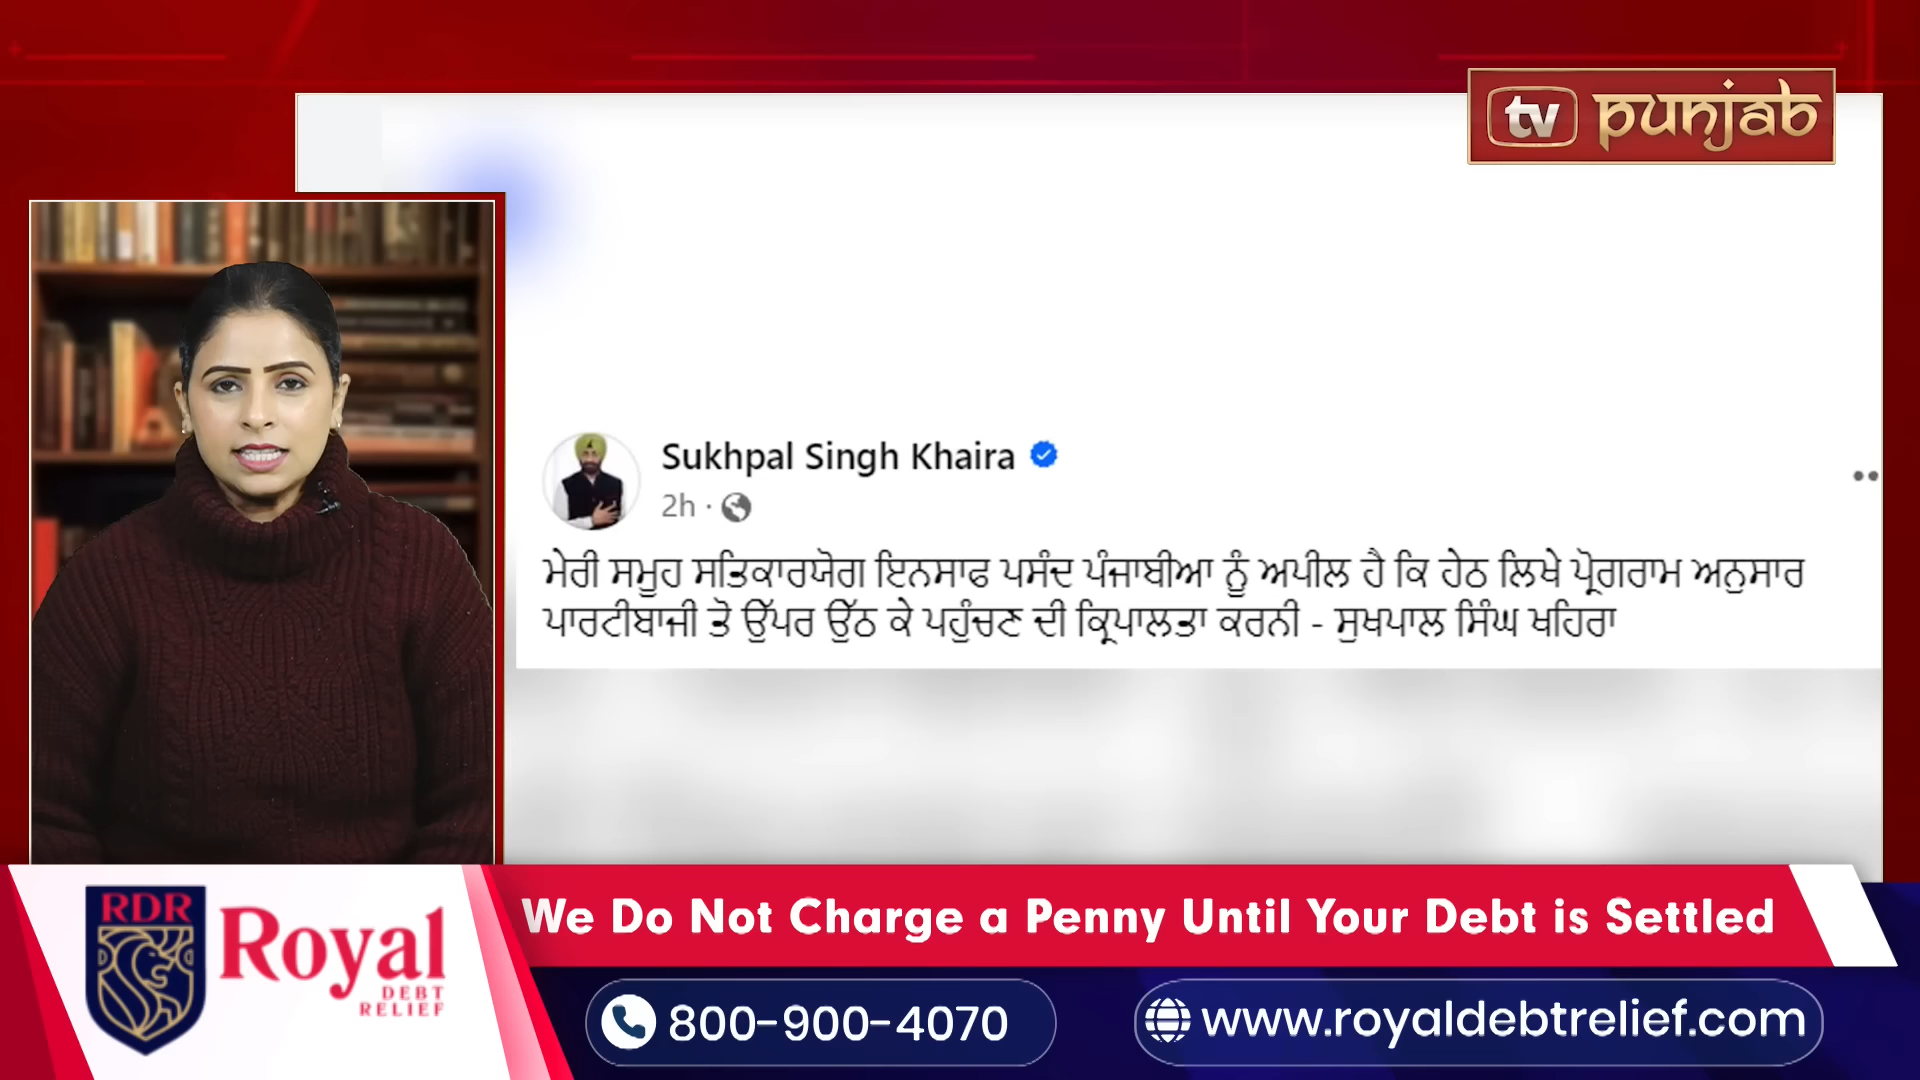 tv punjab
Sukhpal Singh Khaira
2h ·
ਮੇਰੀ ਸਮੂਹ ਸਤਿਕਾਰਯੋਗ ਇਨਸਾਫ ਪਸੰਦ ਪੰਜਾਬੀਆ ਨੂੰ ਅਪੀਲ ਹੈ ਕਿ ਹੇਠ ਲਿਖੇ ਪ੍ਰੋਗਰਾਮ ਅਨੁਸਾਰ
ਪਾਰਟੀਬਾਜੀ ਤੋ ਉੱਪਰ ਉੱਠ ਕੇ ਪਹੁੰਚਣ ਦੀ ਕ੍ਰਿਪਾਲਤਾ ਕਰਨੀ - ਸੁਖਪਾਲ ਸਿੰਘ ਖਹਿਰਾ
RDR
Royal
DEBT
RELIEF
We Do Not Charge a Penny Until Your Debt is Settled
800-900-4070
www.royaldebtrelief.com